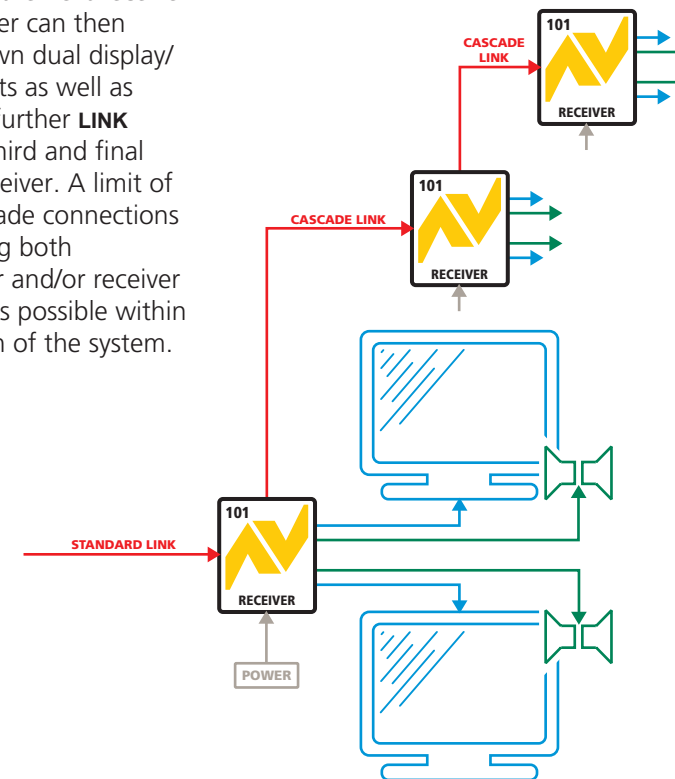 er can then
wn dual display/
ts as well as
further LINK
hird and final
eiver. A limit of
ade connections
g both
r and/or receiver
s possible within
n of the system.
101
CASCADE
LINK
RECEIVER
101
CASCADE LINK
RECEIVER
101
STANDARD LINK
RECEIVER
POWER